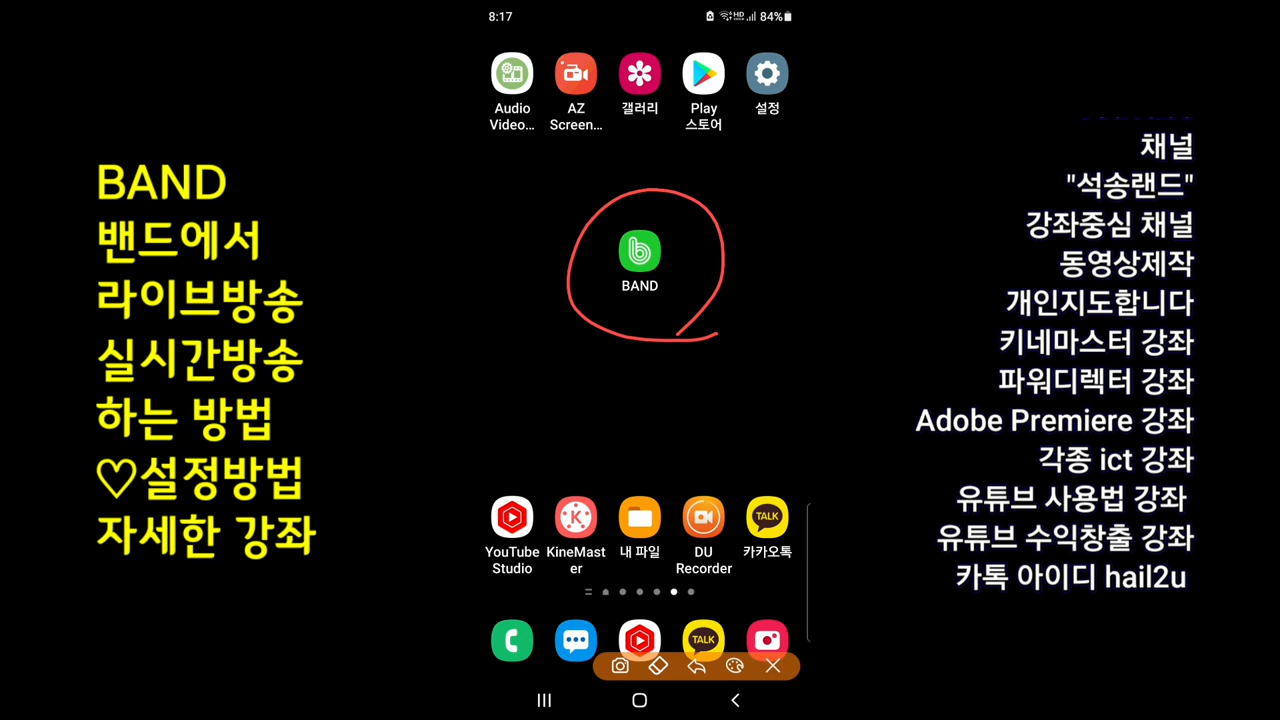 BAND
밴드에서
라이브방송
실시간방송
하는 방법
♡설정방법
자세한 강좌
8:17
HD
84%
Audio
Video...
AZ
Screen...
갤러리
Play
스토어
설정
BAND
YouTube
Studio
KineMast
er
내 파일
DU
Recorder
TALK
카카오톡
TALK
채널
"석송랜드"
강좌중심 채널
동영상제작
개인지도합니다
키네마스터 강좌
파워디렉터 강좌
Adobe Premiere 강좌
각종 ict 강좌
유튜브 사용법 강좌
유튜브 수익창출 강좌
카톡 아이디 hail2u